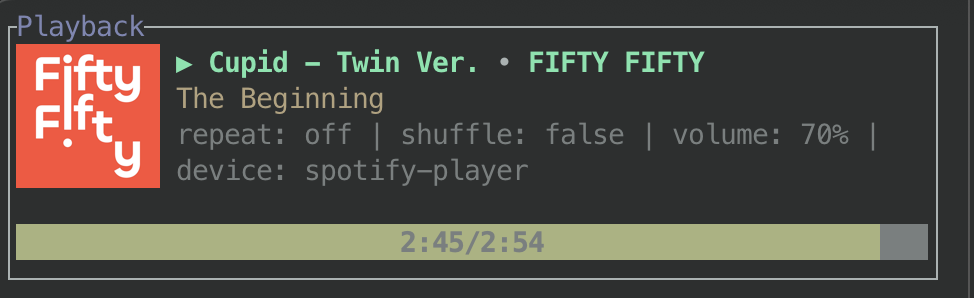 Playback
Fifty
Fifty
▶ Cupid - Twin Ver. • FIFTY FIFTY
The Beginning
repeat: off | shuffle: false | volume: 70% |
device: spotify-player
2:45/2:54